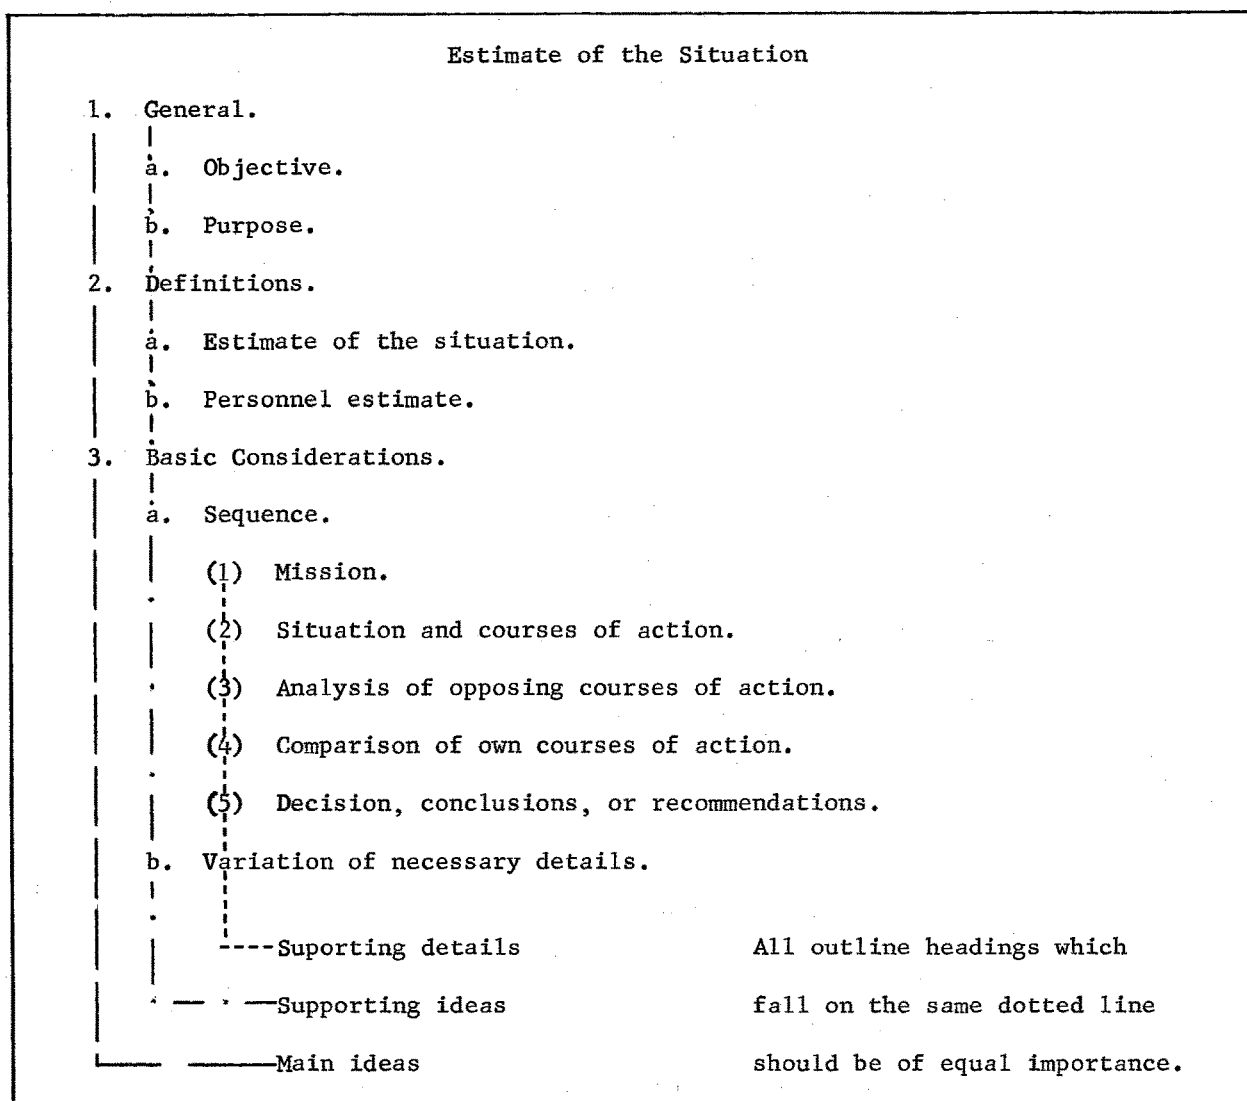 Estimate of the Situation
1. General.
a. Objective.
b. Purpose.
2. Definitions.
a. Estimate of the situation.
b. Personnel estimate.
3. Basic Considerations.
a. Sequence.
(1) Mission.
(2) Situation and courses of action.
(3) Analysis of opposing courses of action.
(4) Comparison of own courses of action.
(5) Decision, conclusions, or recommendations.
b. Variation of necessary details.
Suporting details All outline headings which
Supporting ideas fall on the same dotted line
Main ideas should be of equal importance.